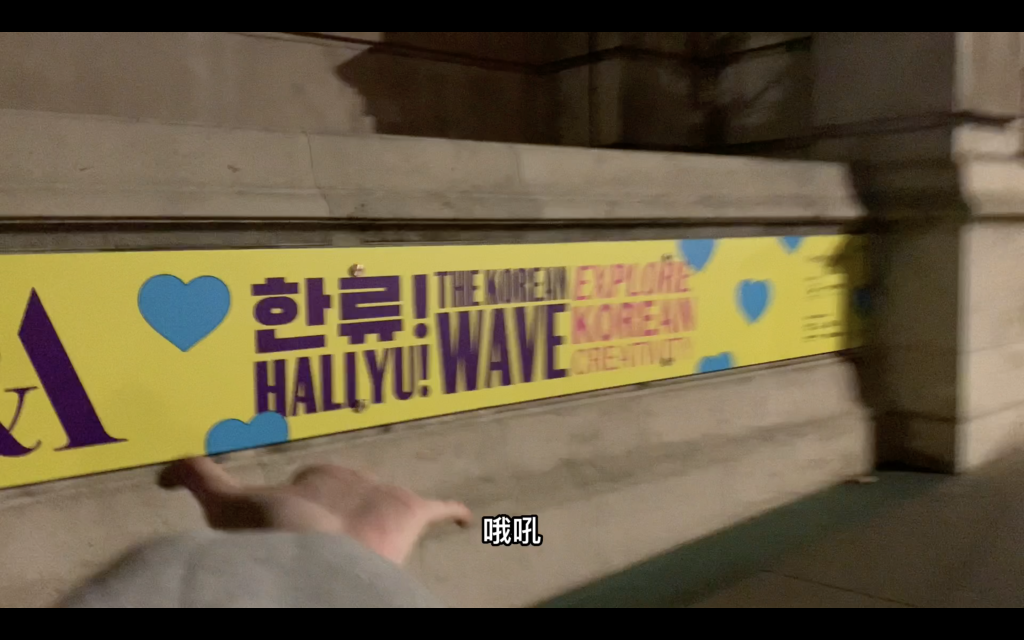 &A
한류!
HALLYU!
THE KOREAN
WAVE
EXPLORE
KOREAN
CREATIVITY
哦吼